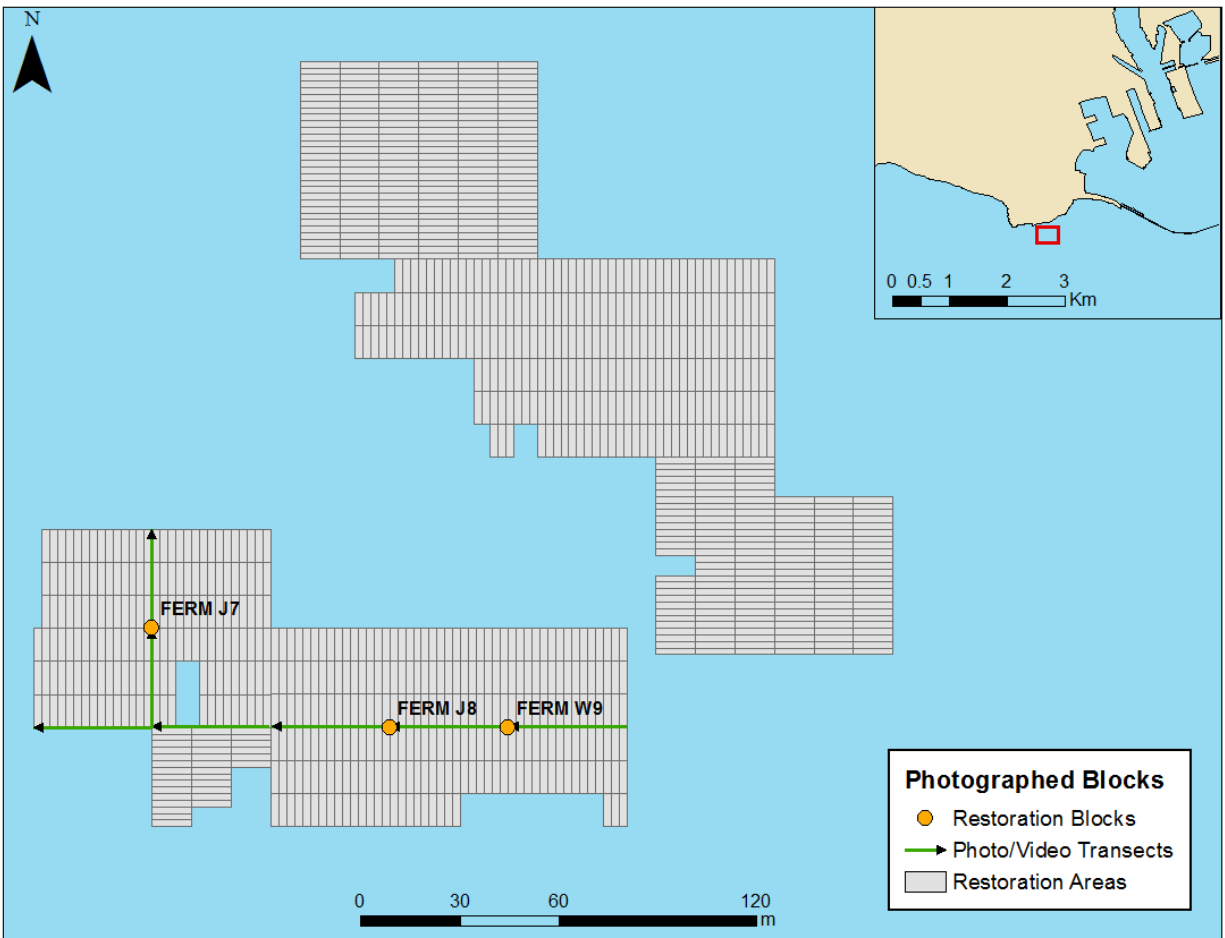 N
0 0.5 1 2 3
Km
FERM J7
FERM J8
FERM W9
Photographed Blocks
Restoration Blocks
Photo/Video Transects
Restoration Areas
0 30 60 120
m